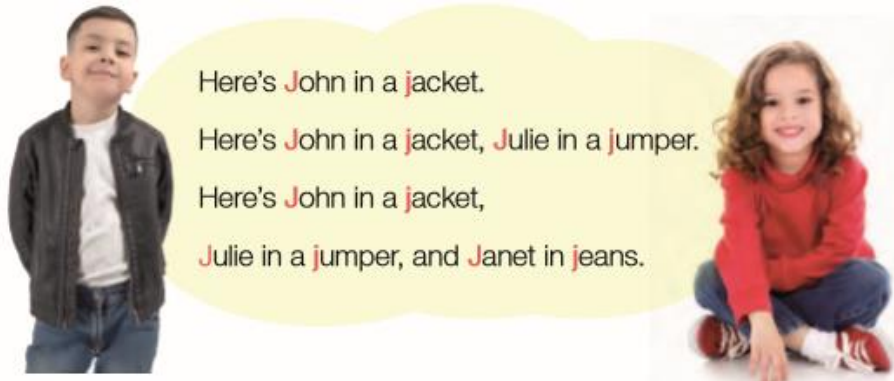 Here's John in a jacket.
Here's John in a jacket, Julie in a jumper.
Here's John in a jacket,
Julie in a jumper, and Janet in jeans.